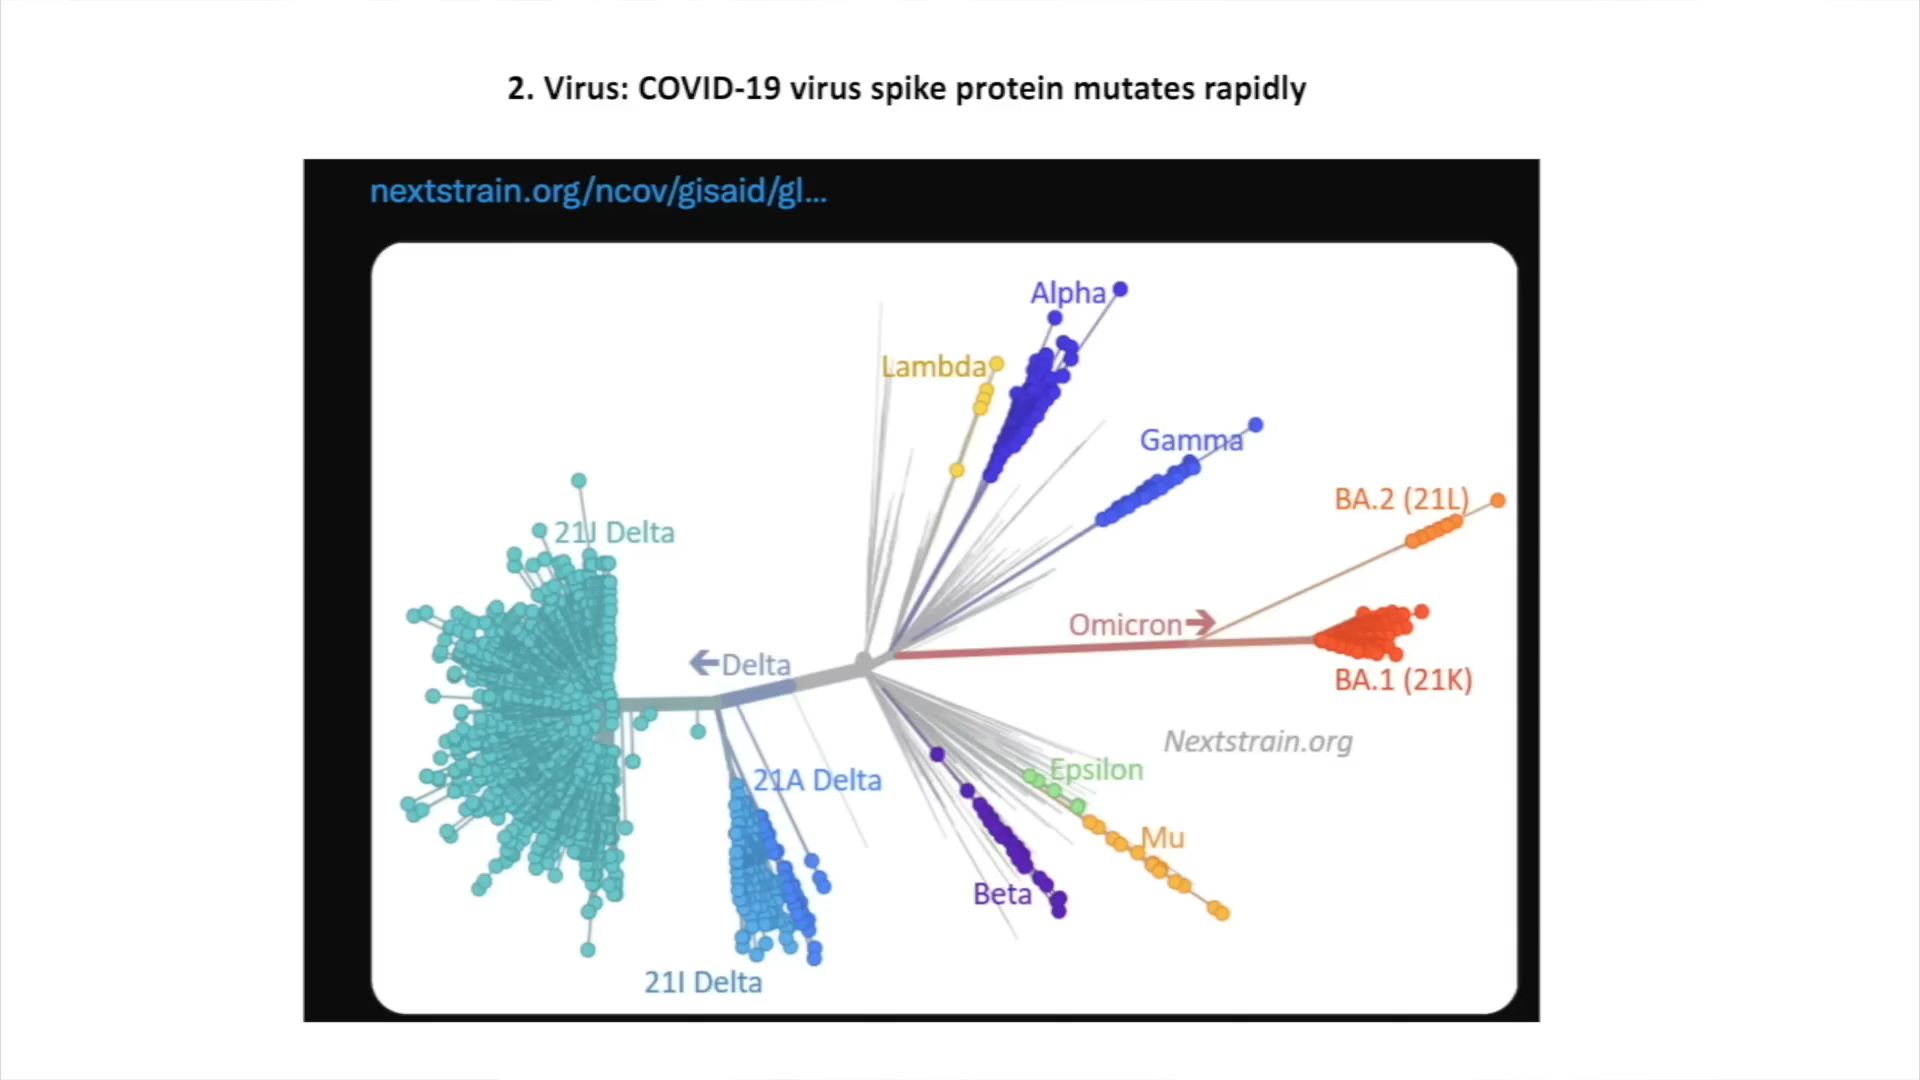 2. Virus: COVID-19 virus spike protein mutates rapidly
nextstrain.org/ncov/gisaid/gl...
Alpha
Lambda
Gamma
BA.2 (21L)
21J Delta
Omicron→
←Delta
BA.1 (21K)
Nextstrain.org
Epsilon
21A Delta
Mu
Beta
21I Delta